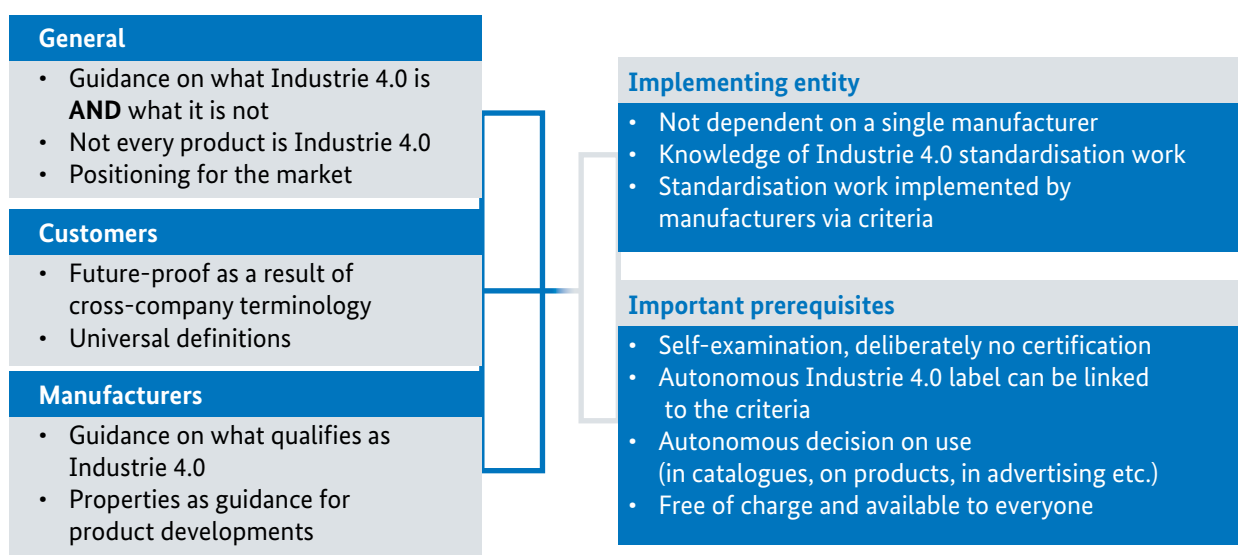 General
• Guidance on what Industrie 4.0 is
AND what it is not
• Not every product is Industrie 4.0
• Positioning for the market
Customers
• Future-proof as a result of
cross-company terminology
• Universal definitions
Manufacturers
• Guidance on what qualifies as
Industrie 4.0
• Properties as guidance for
product developments
Implementing entity
• Not dependent on a single manufacturer
• Knowledge of Industrie 4.0 standardisation work
• Standardisation work implemented by
manufacturers via criteria
Important prerequisites
• Self-examination, deliberately no certification
• Autonomous Industrie 4.0 label can be linked
to the criteria
• Autonomous decision on use
(in catalogues, on products, in advertising etc.)
• Free of charge and available to everyone